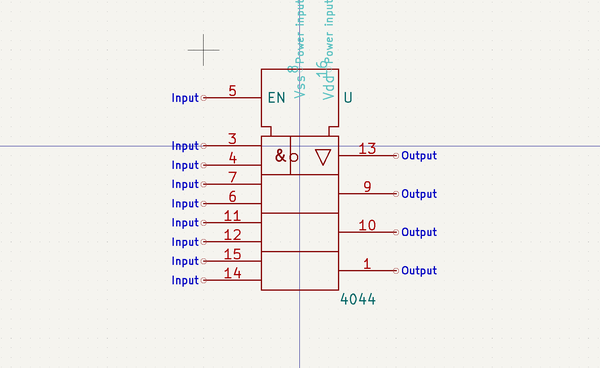 Power input
Power input
8
16
Vss
Vdd
Input 5 EN U
Input 3
& 13 Output
Input 4
Input 7
9 Output
Input 6
Input 11
10 Output
Input 12
Input 15
1 Output
Input 14
4044